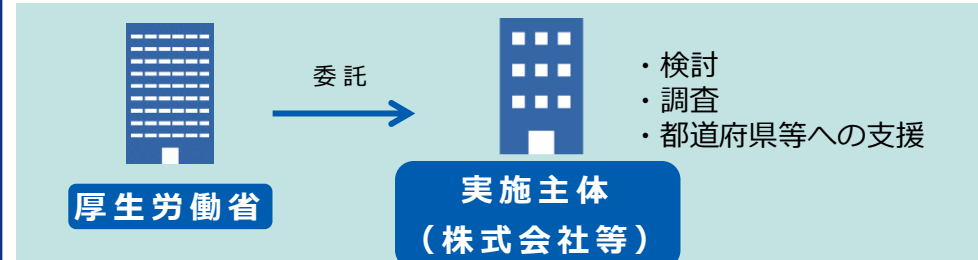 委託
・検討
・調査
・都道府県等への支援
厚生労働省
実施主体
（株式会社等）